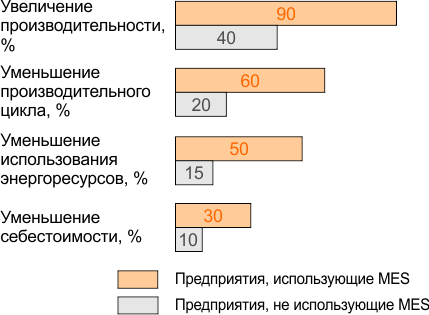 Увеличение
производительности,
%
90
40
Уменьшение
производительного
цикла, %
60
20
Уменьшение
использования
энергоресурсов, %
50
15
Уменьшение
себестоимости, %
30
10
Предприятия, использующие MES
Предприятия, не использующие MES